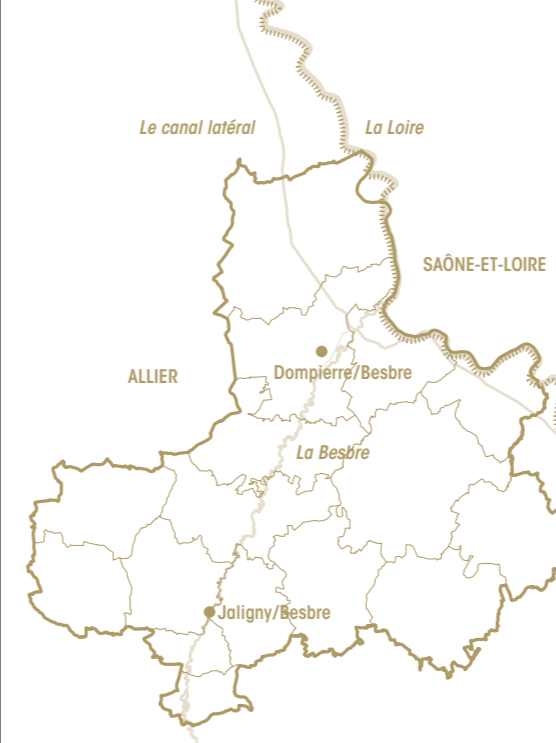 Le canal latéral
La Loire
SAÔNE-ET-LOIRE
ALLIER
Dompierre/Besbre
La Besbre
Jaligny/Besbre